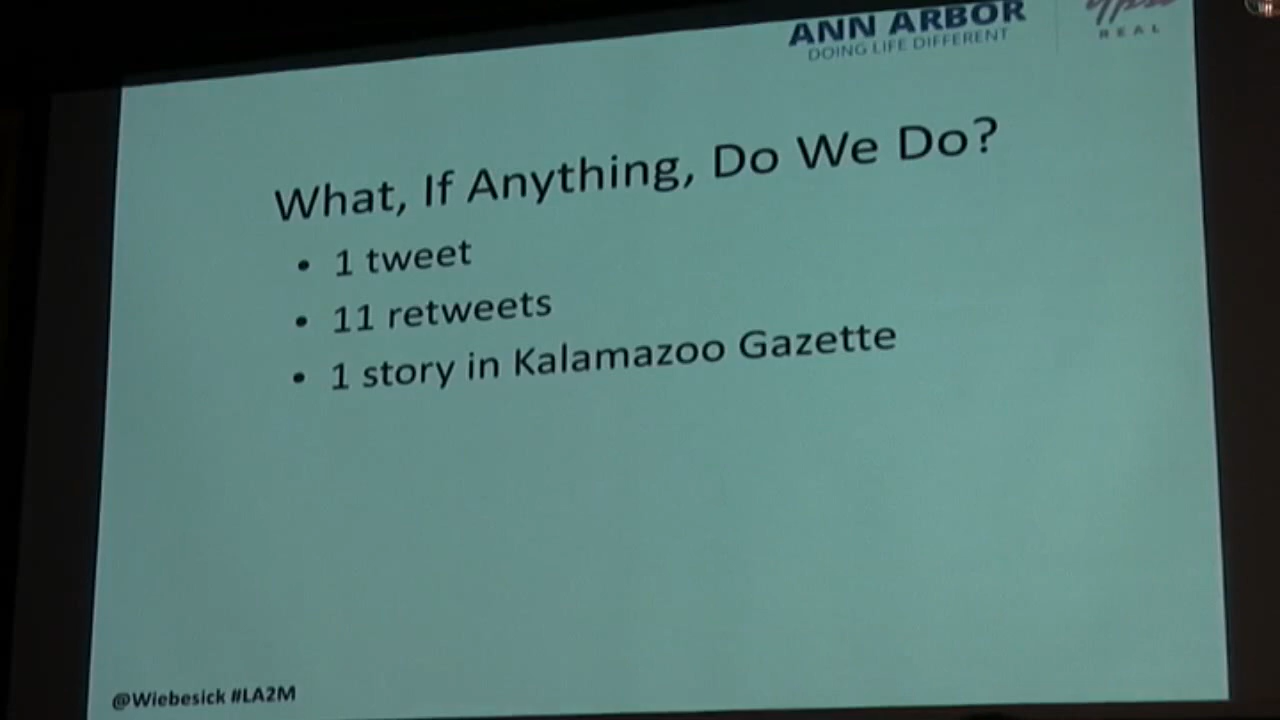 ANN ARBOR
DOING LIFE DIFFERENT
REAL
What, If Anything, Do We Do?
• 1 tweet
• 11 retweets
• 1 story in Kalamazoo Gazette
@Wiebesick #LA2M